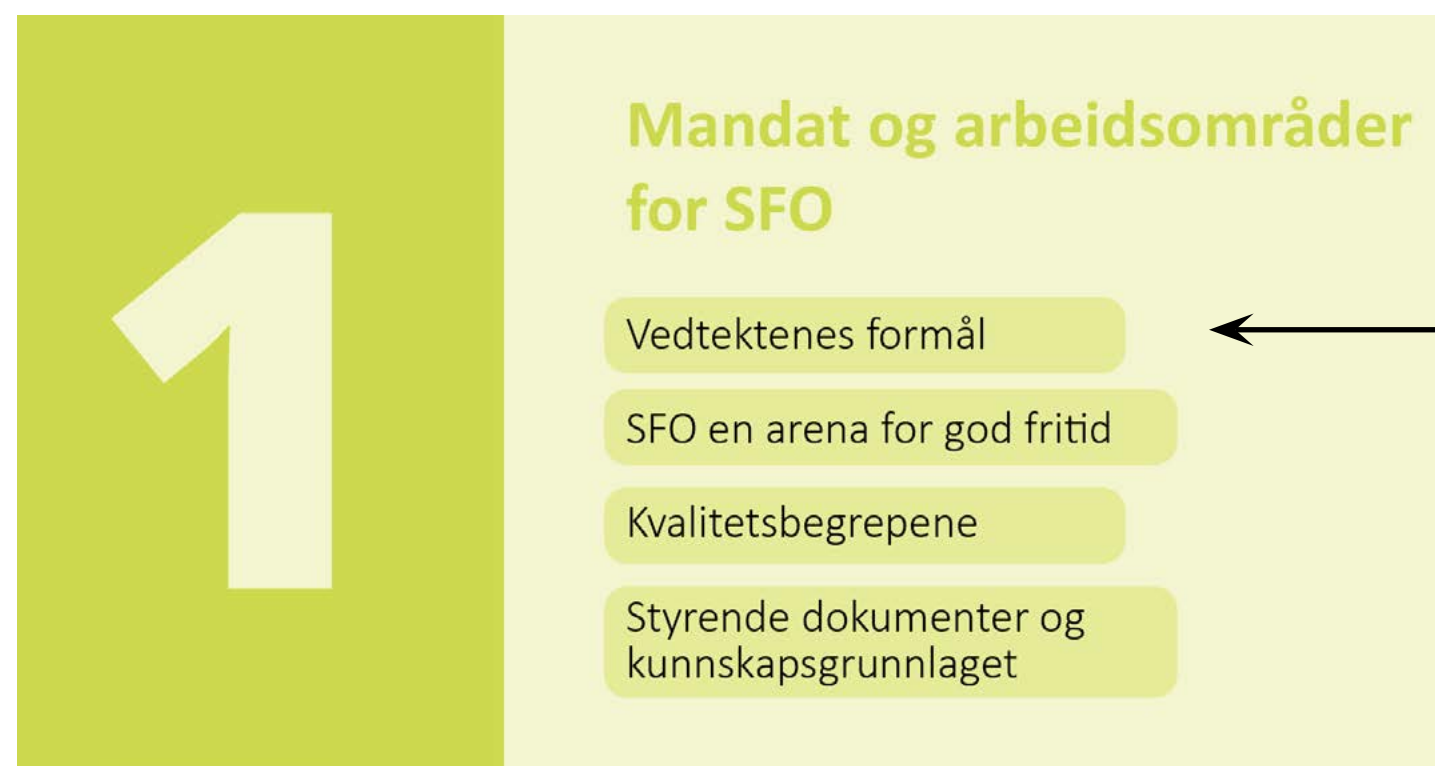 1
Mandat og arbeidsområder
for SFO
Vedtektenes formål
SFO en arena for god fritid
Kvalitetsbegrepene
Styrende dokumenter og
kunnskapsgrunnlaget